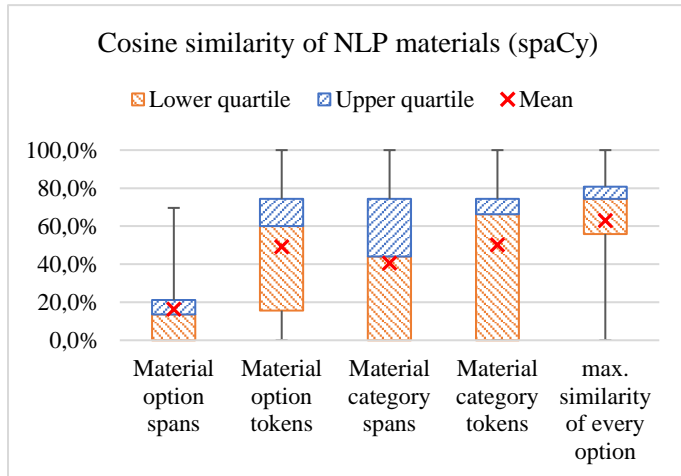 Cosine similarity of NLP materials (spaCy)
Lower quartile Upper quartile Mean
100,0%
80,0%
60,0%
40,0%
20,0%
0,0%
Material option spans
Material option tokens
Material category spans
Material category tokens
max. similarity of every option